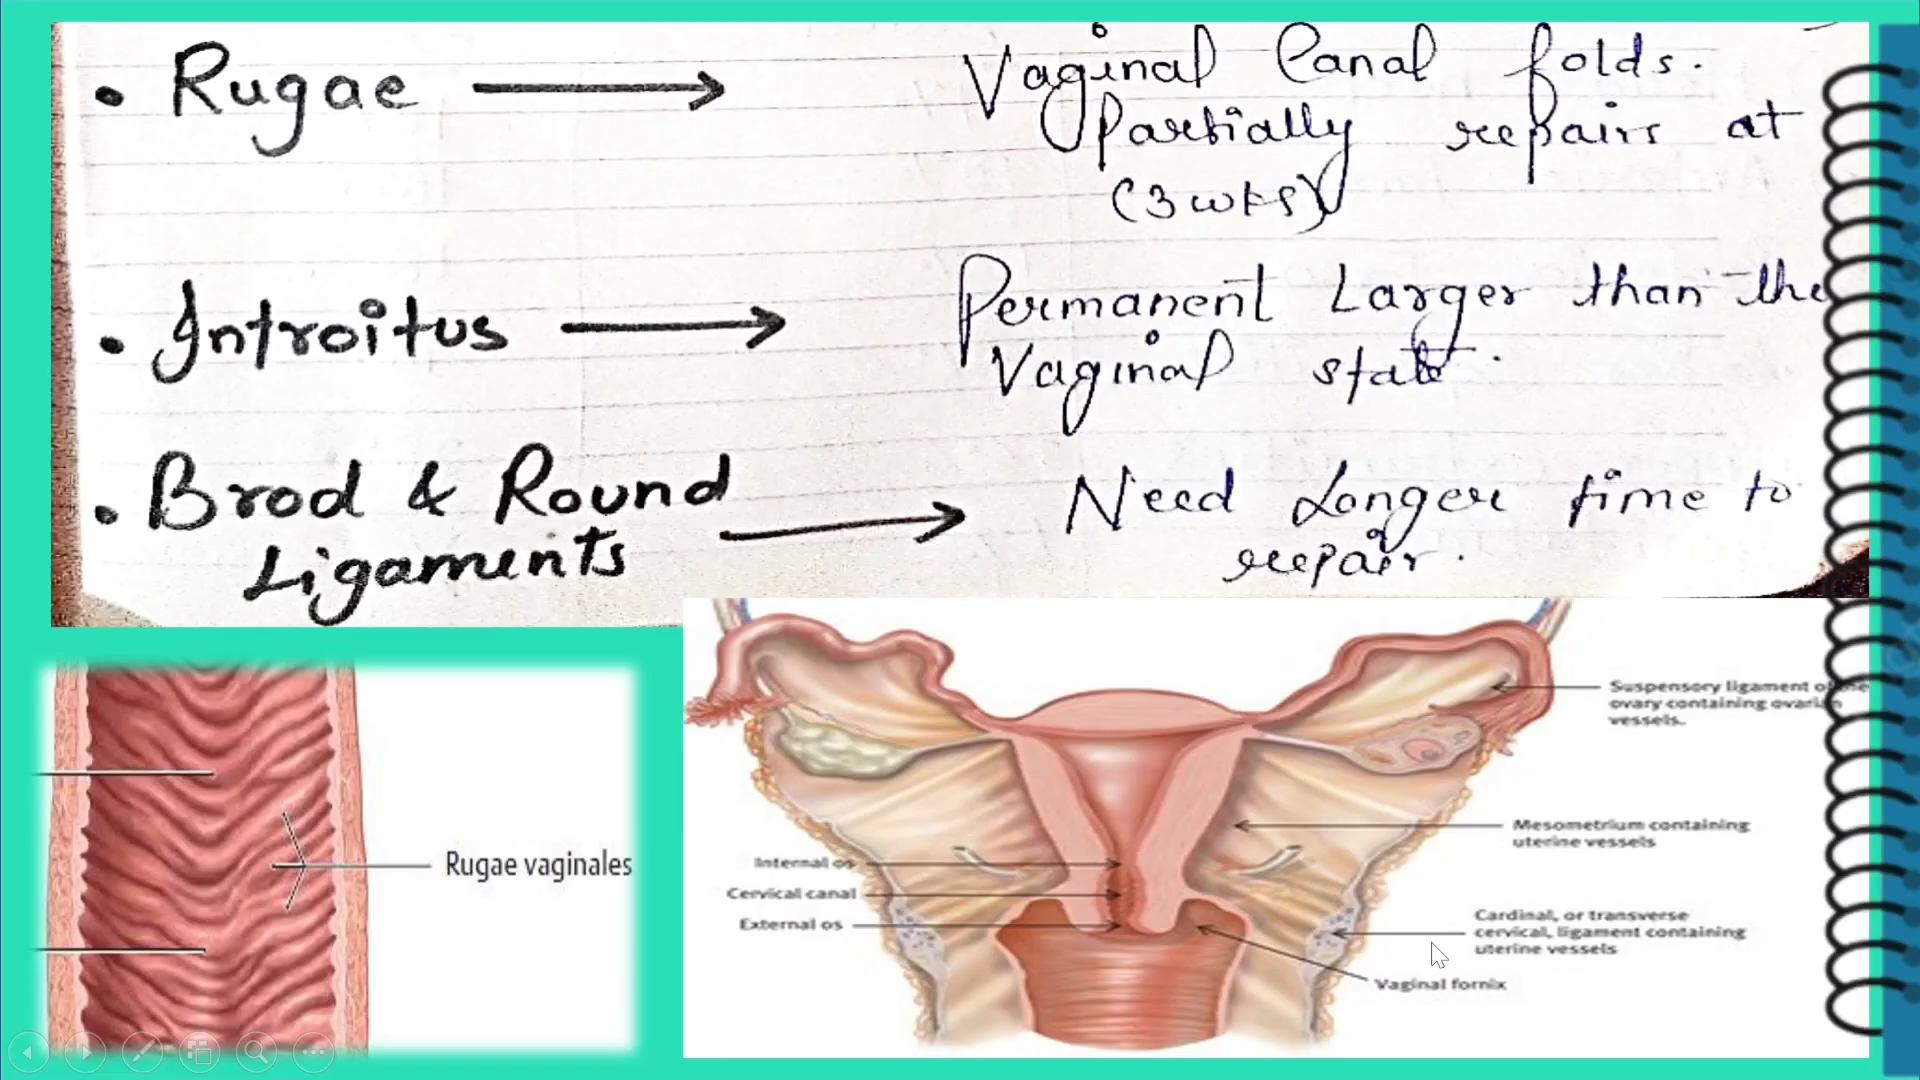 • Rugae → Vaginal Canal folds.
Partially repairs at
(3 wks)
• Introitus → Permanent Larger than the
Vaginal state.
• Brod & Round
Ligaments → Need Longer time to
repair.
Rugae vaginales
Suspensory ligament of the
ovary containing ovarian
vessels.
Mesometrium containing
uterine vessels
Internal os
Cervical canal
External os
Cardinal, or transverse
cervical, ligament containing
uterine vessels
Vaginal fornix